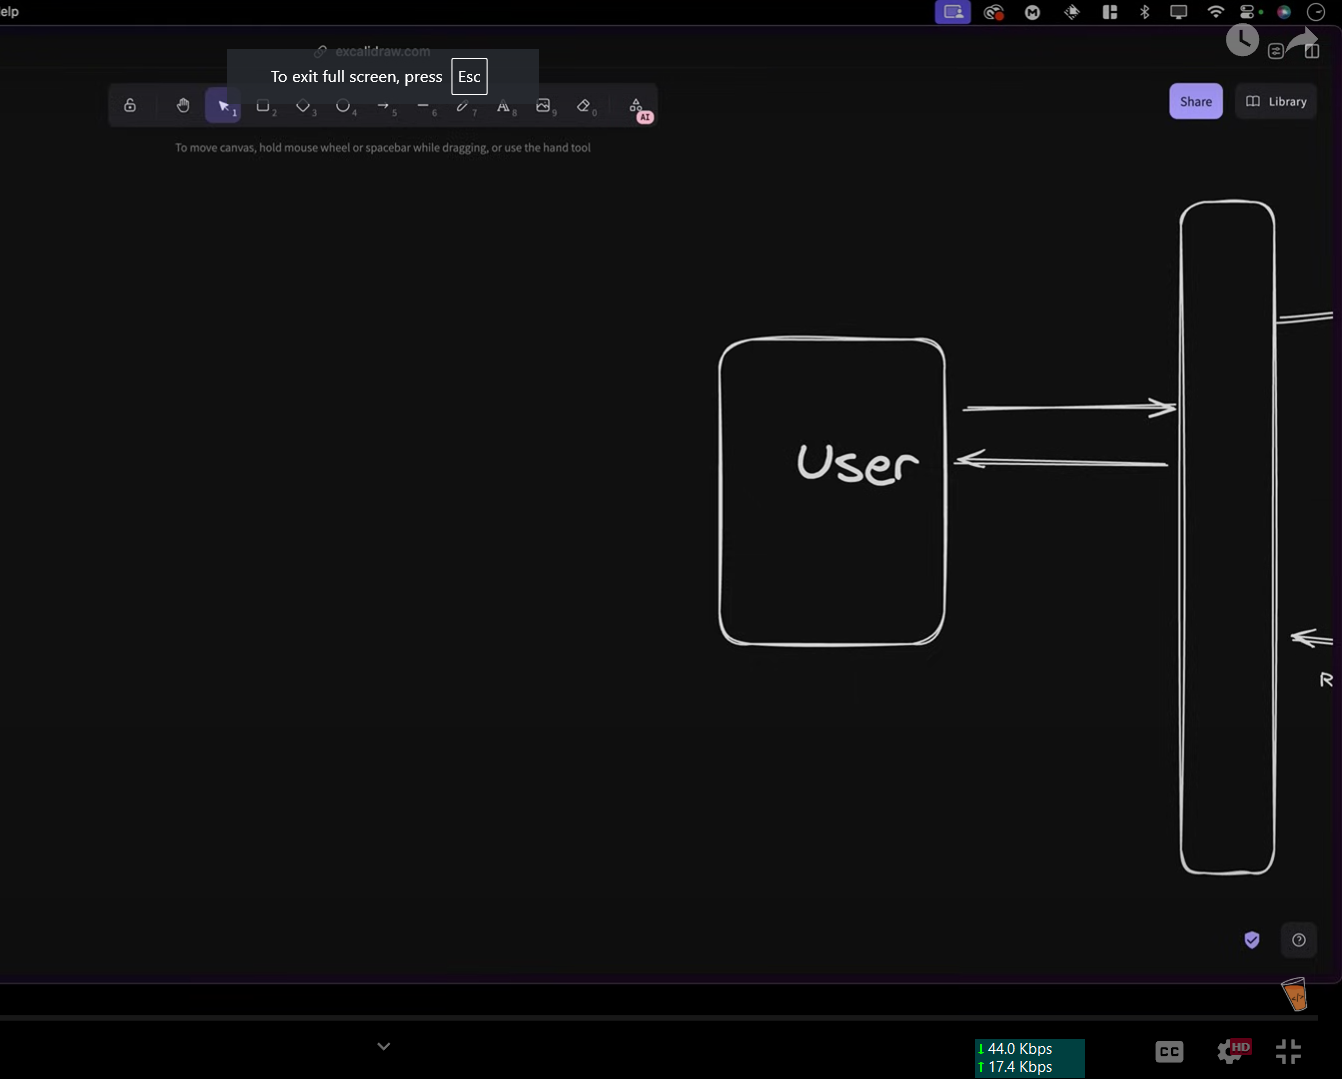 elp
excalidraw.com
To exit full screen, press Esc
1 2 3 4 5 6 7 A 8 9 0 AI
Share Library
To move canvas, hold mouse wheel or spacebar while dragging, or use the hand tool
User
R
↓ 44.0 Kbps
↑ 17.4 Kbps
CC HD